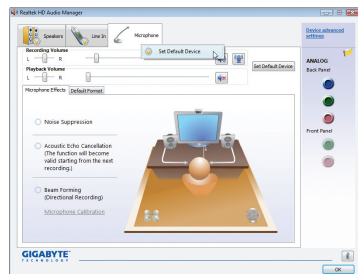 Realtek HD Audio Manager
Speakers
Line In
Microphone
Device advanced
settings
Set Default Device
Recording Volume
L
R
Set Default Device
Playback Volume
L
R
ANALOG
Back Panel
Microphone Effects
Default Format
Noise Suppression
Acoustic Echo Cancellation
(The function will become
valid starting from the next
recording.)
Front Panel
Beam Forming
(Directional Recording)
Microphone Calibration
GIGABYTE
TECHNOLOGY
OK